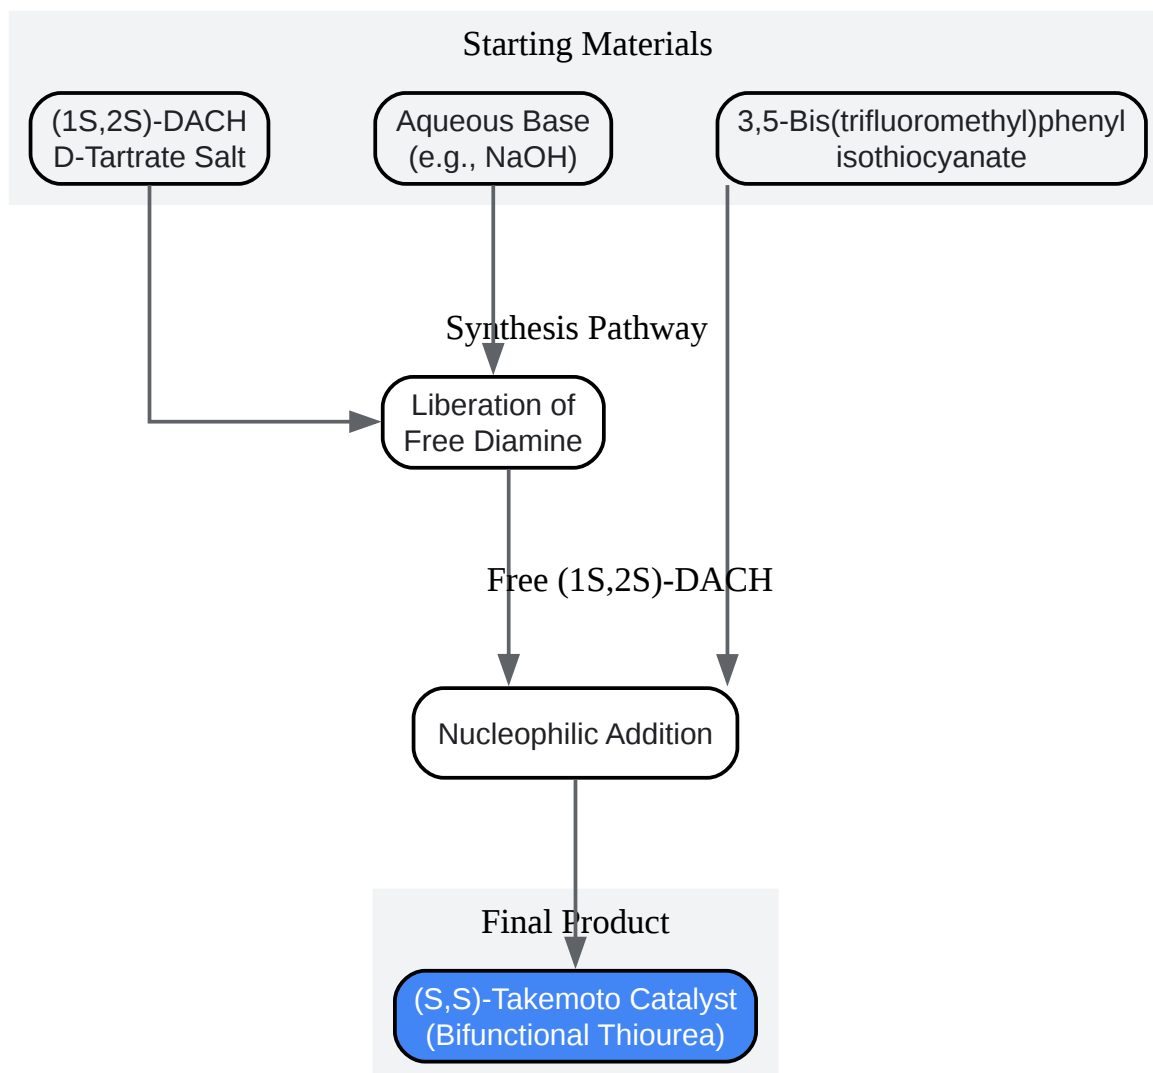 Starting Materials
(1S,2S)-DACH
D-Tartrate Salt
Aqueous Base
(e.g., NaOH)
3,5-Bis(trifluoromethyl)phenyl
isothiocyanate
Synthesis Pathway
Liberation of
Free Diamine
Free (1S,2S)-DACH
Nucleophilic Addition
Final Product
(S,S)-Takemoto Catalyst
(Bifunctional Thiourea)